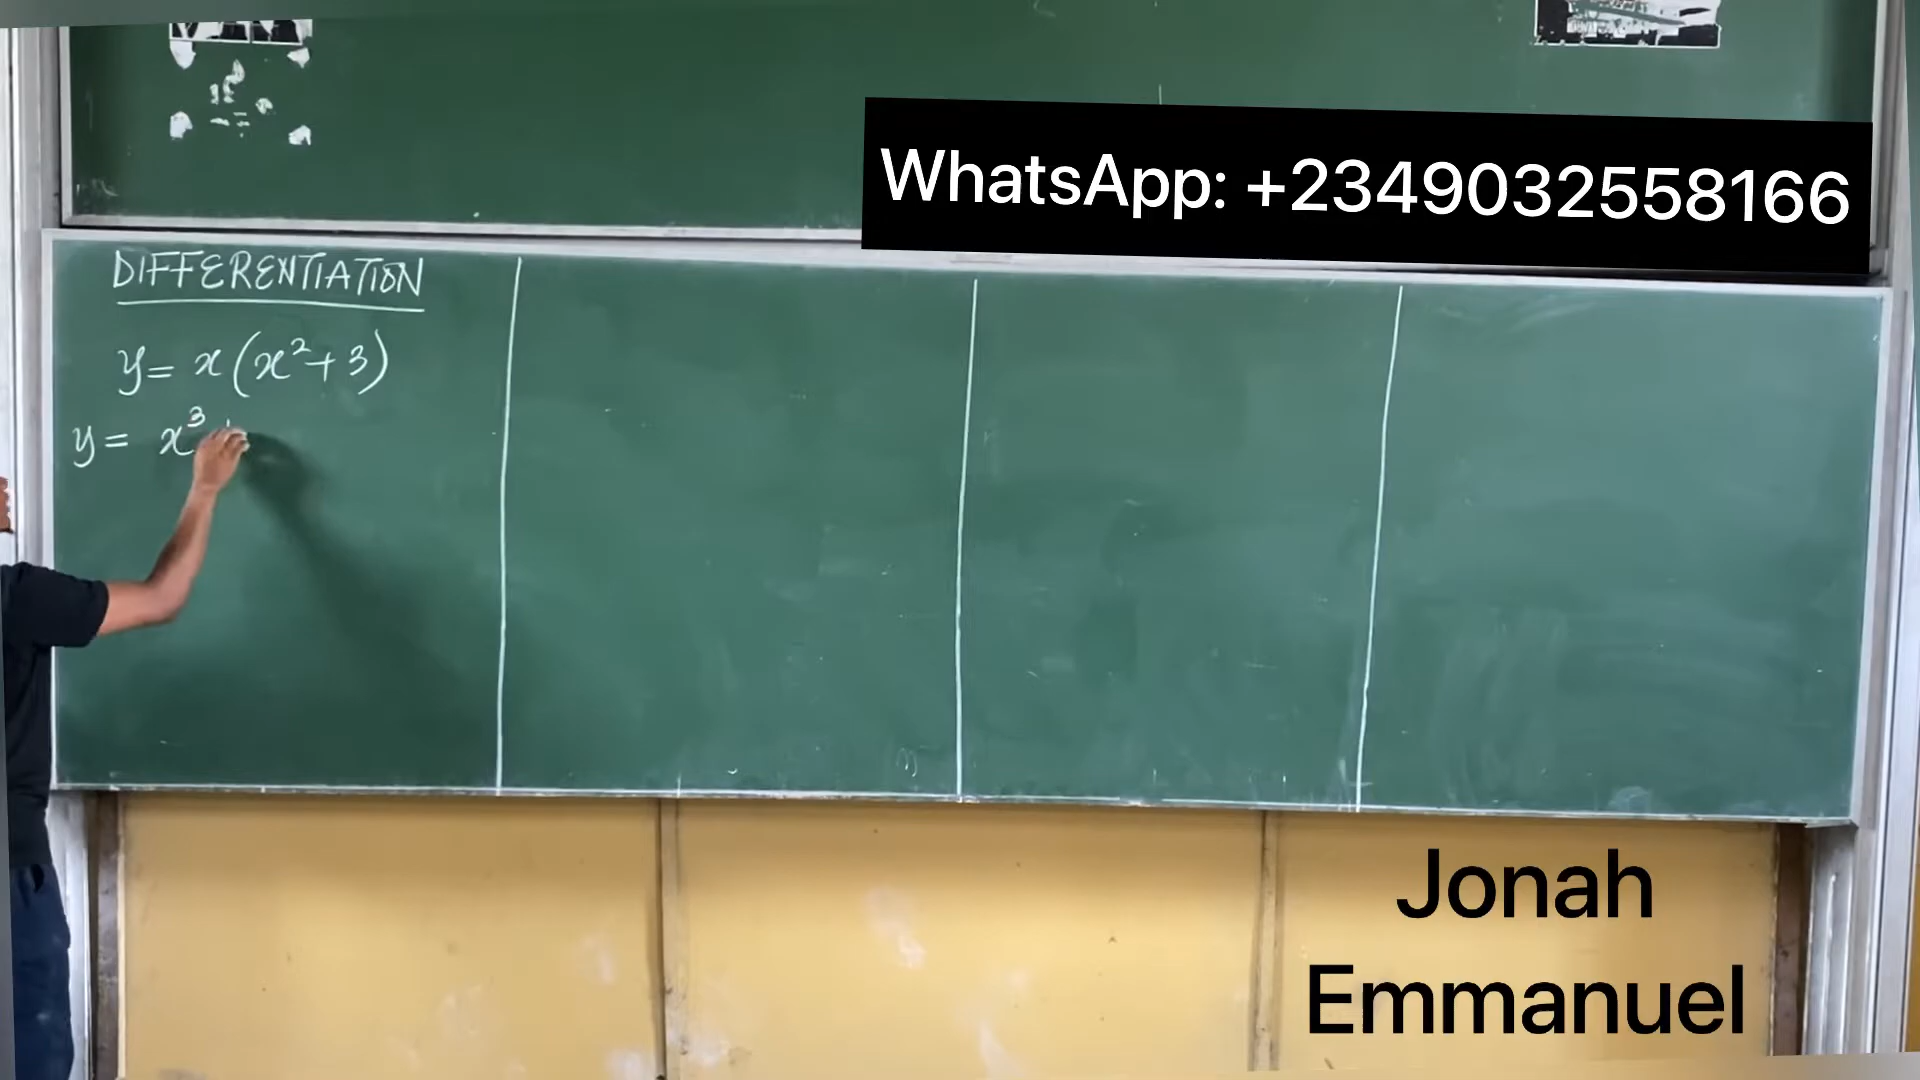 WhatsApp: +2349032558166
DIFFERENTIATION
y = x(x²+3)
y = x³ +
Jonah
Emmanuel